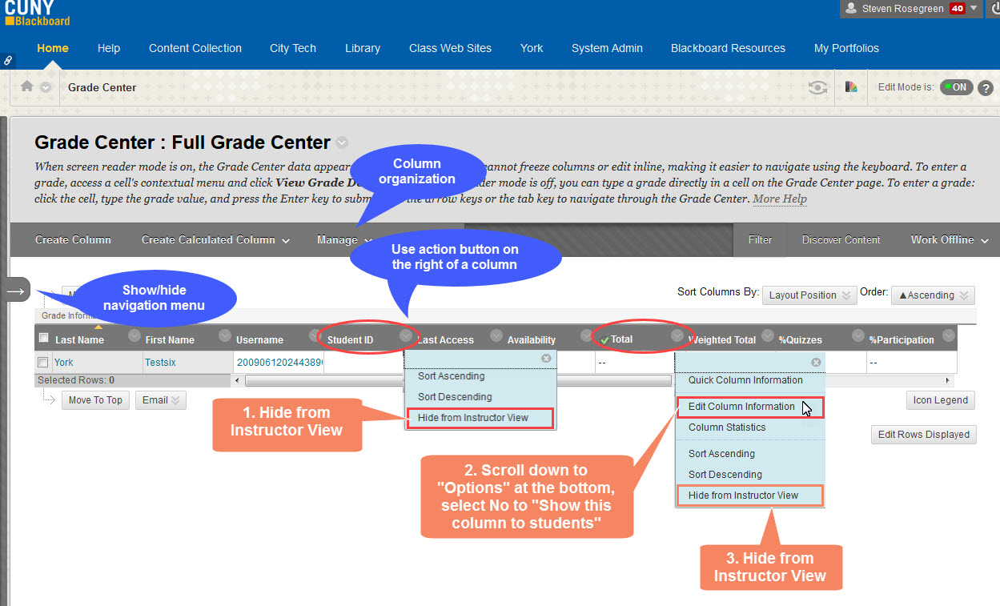 CUNY
Blackboard
Steven Rosegreen 40
Home Help Content Collection City Tech Library Class Web Sites York System Admin Blackboard Resources My Portfolios
Grade Center
Edit Mode is: ON ?
Grade Center : Full Grade Center
When screen reader mode is on, the Grade Center data appear cannot freeze columns or edit inline, making it easier to navigate using the keyboard. To enter a
grade, access a cell's contextual menu and click View Grade mode is off, you can type a grade directly in a cell on the Grade Center page. To enter a grade:
click the cell, type the grade value, and press the Enter key to arrow keys or the tab key to navigate through the Grade Center. More Help
Column
organization
Create Column Create Calculated Column Manage Filter Discover Content Work Offline
Use action button on
the right of a column
Show/hide
navigation menu
Sort Columns By: Layout Position Order: ▲Ascending
Grade
Last Name First Name Username Student ID Last Access Availability Total Weighted Total %Quizzes %Participation
York Testsix 200906120244389 -- --
Selected Rows: 0
Move To Top Email
Icon Legend
Edit Rows Displayed
Sort Ascending
Sort Descending
Hide from Instructor View
1. Hide from
Instructor View
Quick Column Information
Edit Column Information
Column Statistics
Sort Ascending
Sort Descending
Hide from Instructor View
2. Scroll down to
"Options" at the bottom,
select No to "Show this
column to students"
3. Hide from
Instructor View